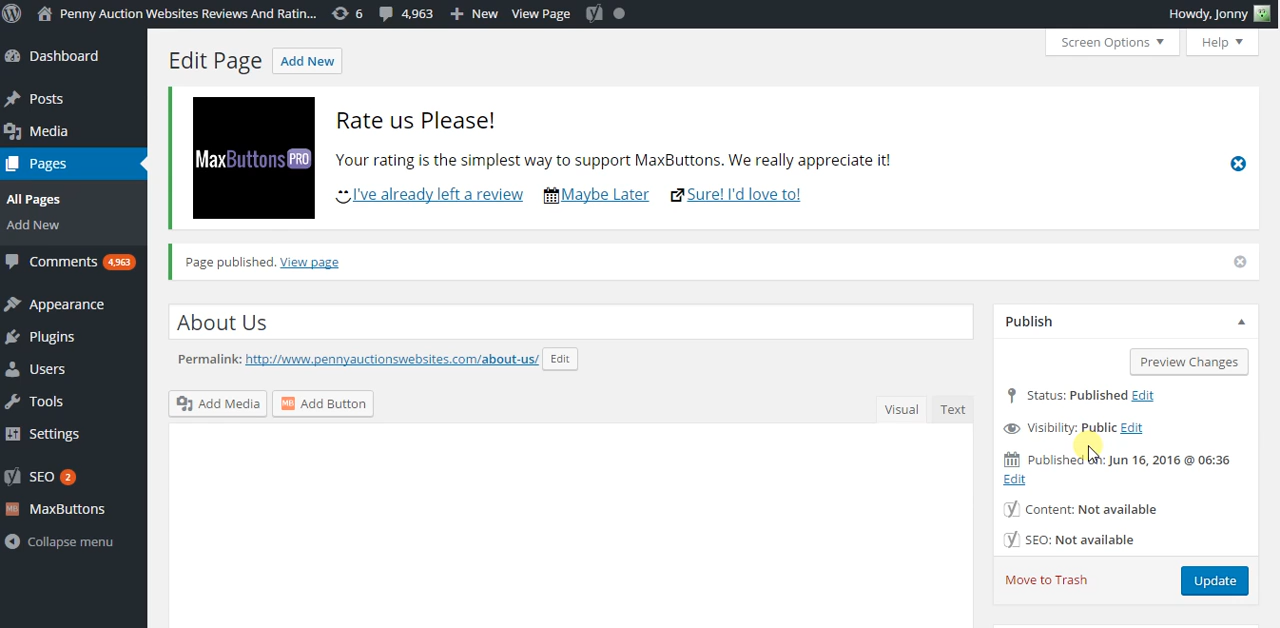 Penny Auction Websites Reviews And Ratin... 6 4,963 New View Page Howdy, Jonny
Screen Options Help
Dashboard
Posts
Media
Pages
All Pages
Add New
Comments 4,963
Appearance
Plugins
Users
Tools
Settings
SEO 2
MaxButtons
Collapse menu
Edit Page Add New
MaxButtons PRO
Rate us Please!
Your rating is the simplest way to support MaxButtons. We really appreciate it!
I've already left a review Maybe Later Sure! I'd love to!
Page published. View page
About Us
Permalink: http://www.pennyauctionswebsites.com/about-us/ Edit
Add Media MB Add Button
Visual Text
Publish
Preview Changes
Status: Published Edit
Visibility: Public Edit
Published on: Jun 16, 2016 @ 06:36
Edit
Content: Not available
SEO: Not available
Move to Trash Update